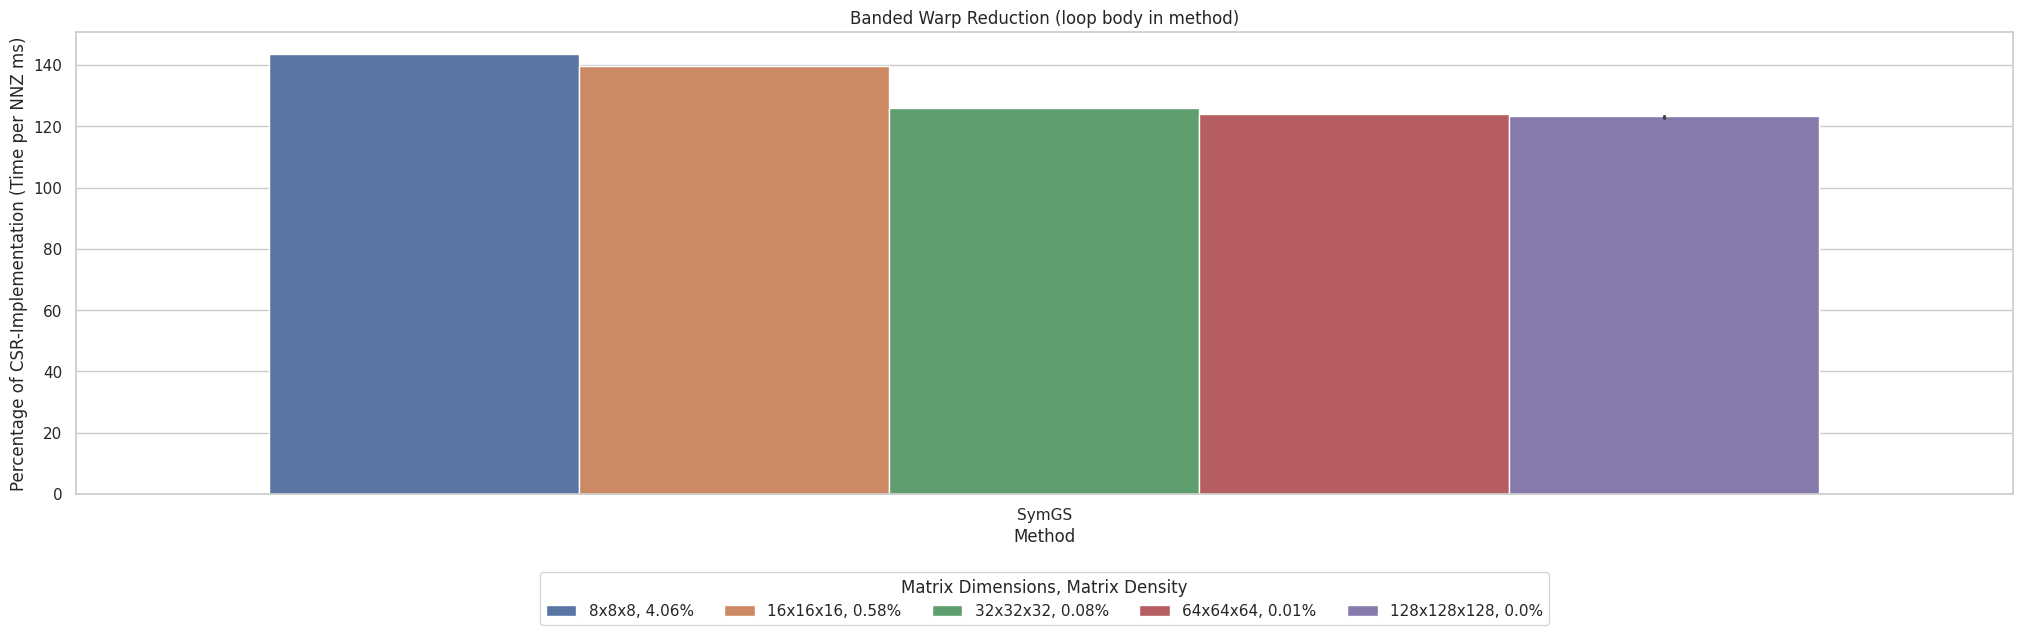 Banded Warp Reduction (loop body in method)
Percentage of CSR-Implementation (Time per NNZ ms)
140
120
100
80
60
40
20
0
SymGS
Method
Matrix Dimensions, Matrix Density
8x8x8, 4.06% 16x16x16, 0.58% 32x32x32, 0.08% 64x64x64, 0.01% 128x128x128, 0.0%